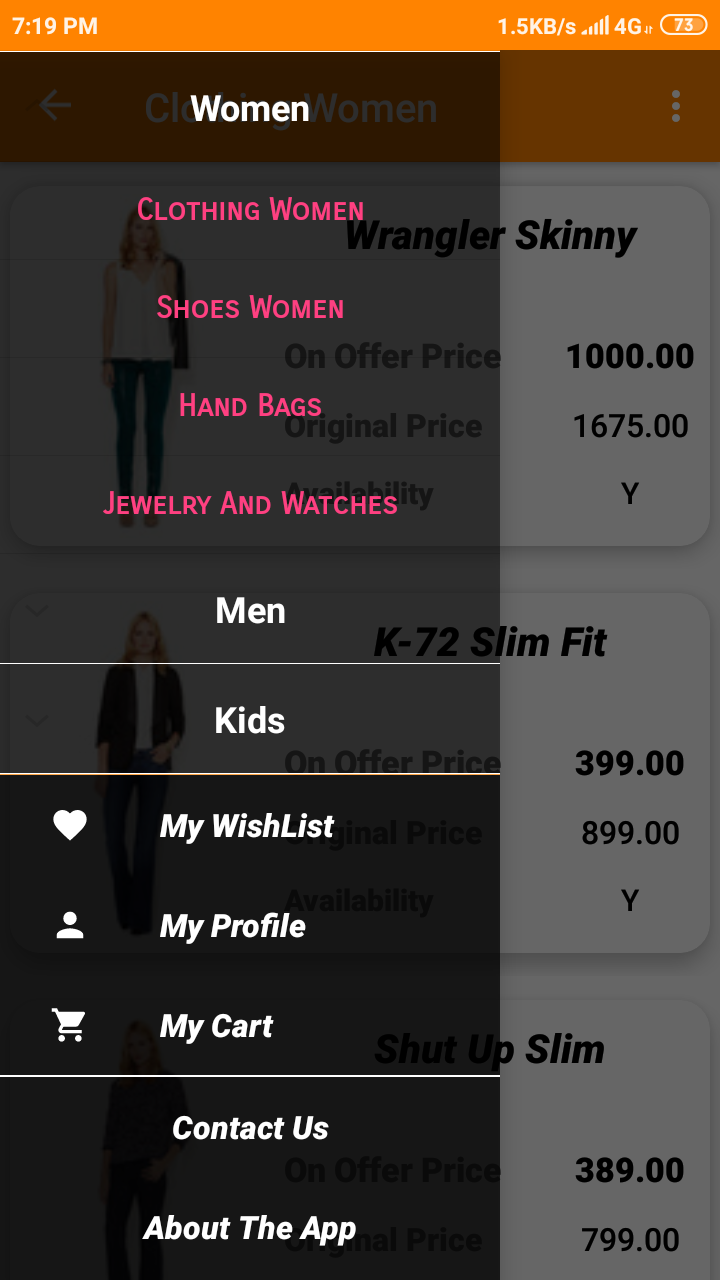 7:19 PM 1.5KB/s 4G 73
Clothing Women
Women
Clothing Women
Wrangler Skinny
Shoes Women
On Offer Price 1000.00
Hand Bags
Original Price 1675.00
Availability Y
Jewelry And Watches
Men
K-72 Slim Fit
Kids
On Offer Price 399.00
My WishList
Original Price 899.00
Availability Y
My Profile
My Cart
Shut Up Slim
Contact Us
On Offer Price 389.00
About The App
Original Price 799.00